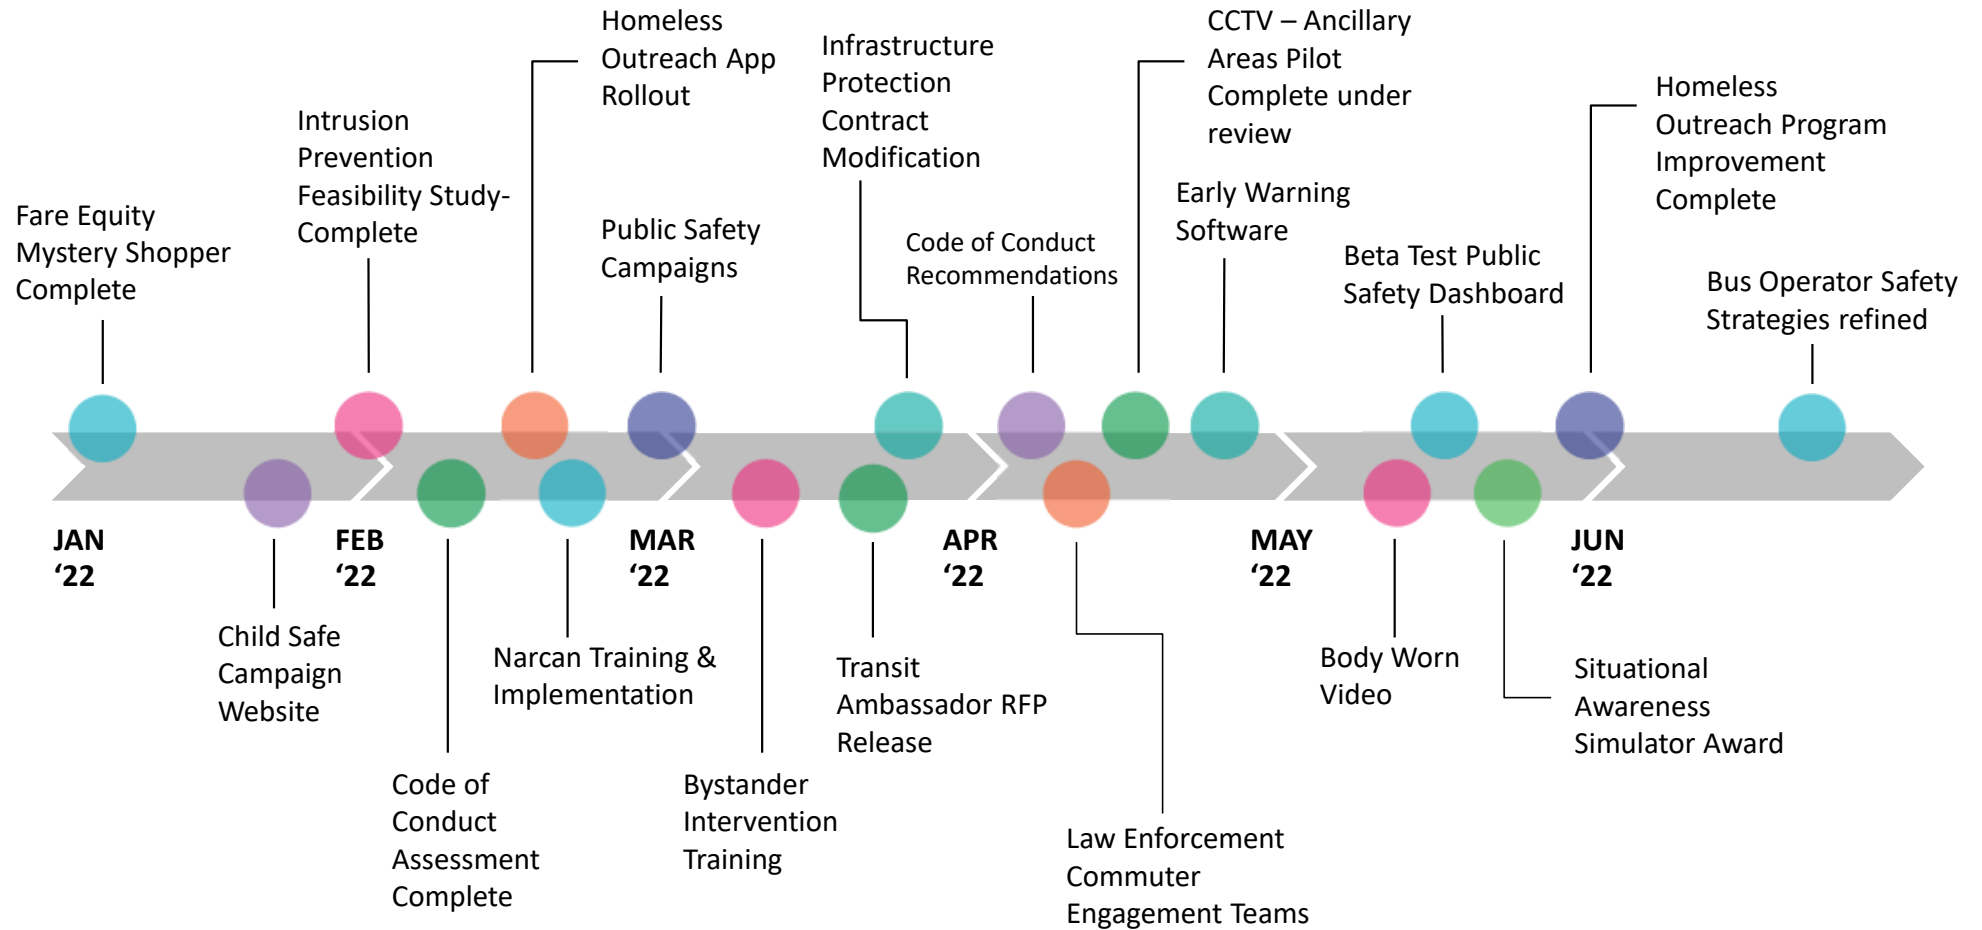 Homeless
Outreach App
Rollout
CCTV – Ancillary
Areas Pilot
Complete under
review
Infrastructure
Protection
Contract
Modification
Homeless
Outreach Program
Improvement
Complete
Intrusion
Prevention
Feasibility Study-
Complete
Early Warning
Software
Fare Equity
Mystery Shopper
Complete
Public Safety
Campaigns
Code of Conduct
Recommendations
Beta Test Public
Safety Dashboard
Bus Operator Safety
Strategies refined
JAN
‘22
FEB
‘22
MAR
‘22
APR
‘22
MAY
‘22
JUN
‘22
Child Safe
Campaign
Website
Narcan Training &
Implementation
Transit
Ambassador RFP
Release
Body Worn
Video
Situational
Awareness
Simulator Award
Code of
Conduct
Assessment
Complete
Bystander
Intervention
Training
Law Enforcement
Commuter
Engagement Teams